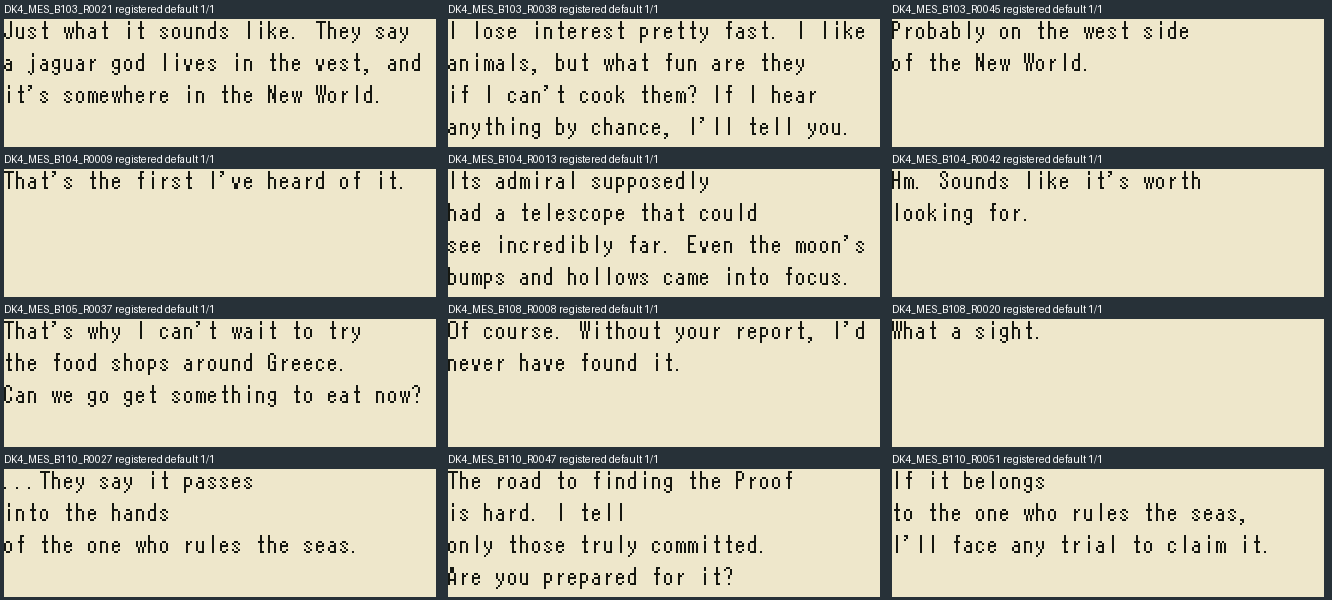 DK4_MES_B103_R0021 registered default 1/1
Just what it sounds like. They say
a jaguar god lives in the west, and
it's somewhere in the New World.
DK4_MES_B103_R0038 registered default 1/1
I lose interest pretty fast. I like
animals, but what fun are they
if I can't cook them? If I hear
anything by chance, I'll tell you.
DK4_MES_B103_R0045 registered default 1/1
Probably on the west side
of the New World.
DK4_MES_B104_R0009 registered default 1/1
That's the first I've heard of it.
DK4_MES_B104_R0013 registered default 1/1
Its admiral supposedly
had a telescope that could
see incredibly far. Even the moon's
bumps and hollows came into focus.
DK4_MES_B104_R0042 registered default 1/1
Hm. Sounds like it's worth
looking for.
DK4_MES_B105_R0037 registered default 1/1
That's why I can't wait to try
the food shops around Greece.
Can we go get something to eat now?
DK4_MES_B108_R0008 registered default 1/1
Of course. Without your report, I'd
never have found it.
DK4_MES_B108_R0020 registered default 1/1
What a sight.
DK4_MES_B110_R0027 registered default 1/1
...They say it passes
into the hands
of the one who rules the seas.
DK4_MES_B110_R0047 registered default 1/1
The road to finding the Proof
is hard. I tell
only those truly committed.
Are you prepared for it?
DK4_MES_B110_R0051 registered default 1/1
If it belongs
to the one who rules the seas,
I'll face any trial to claim it.